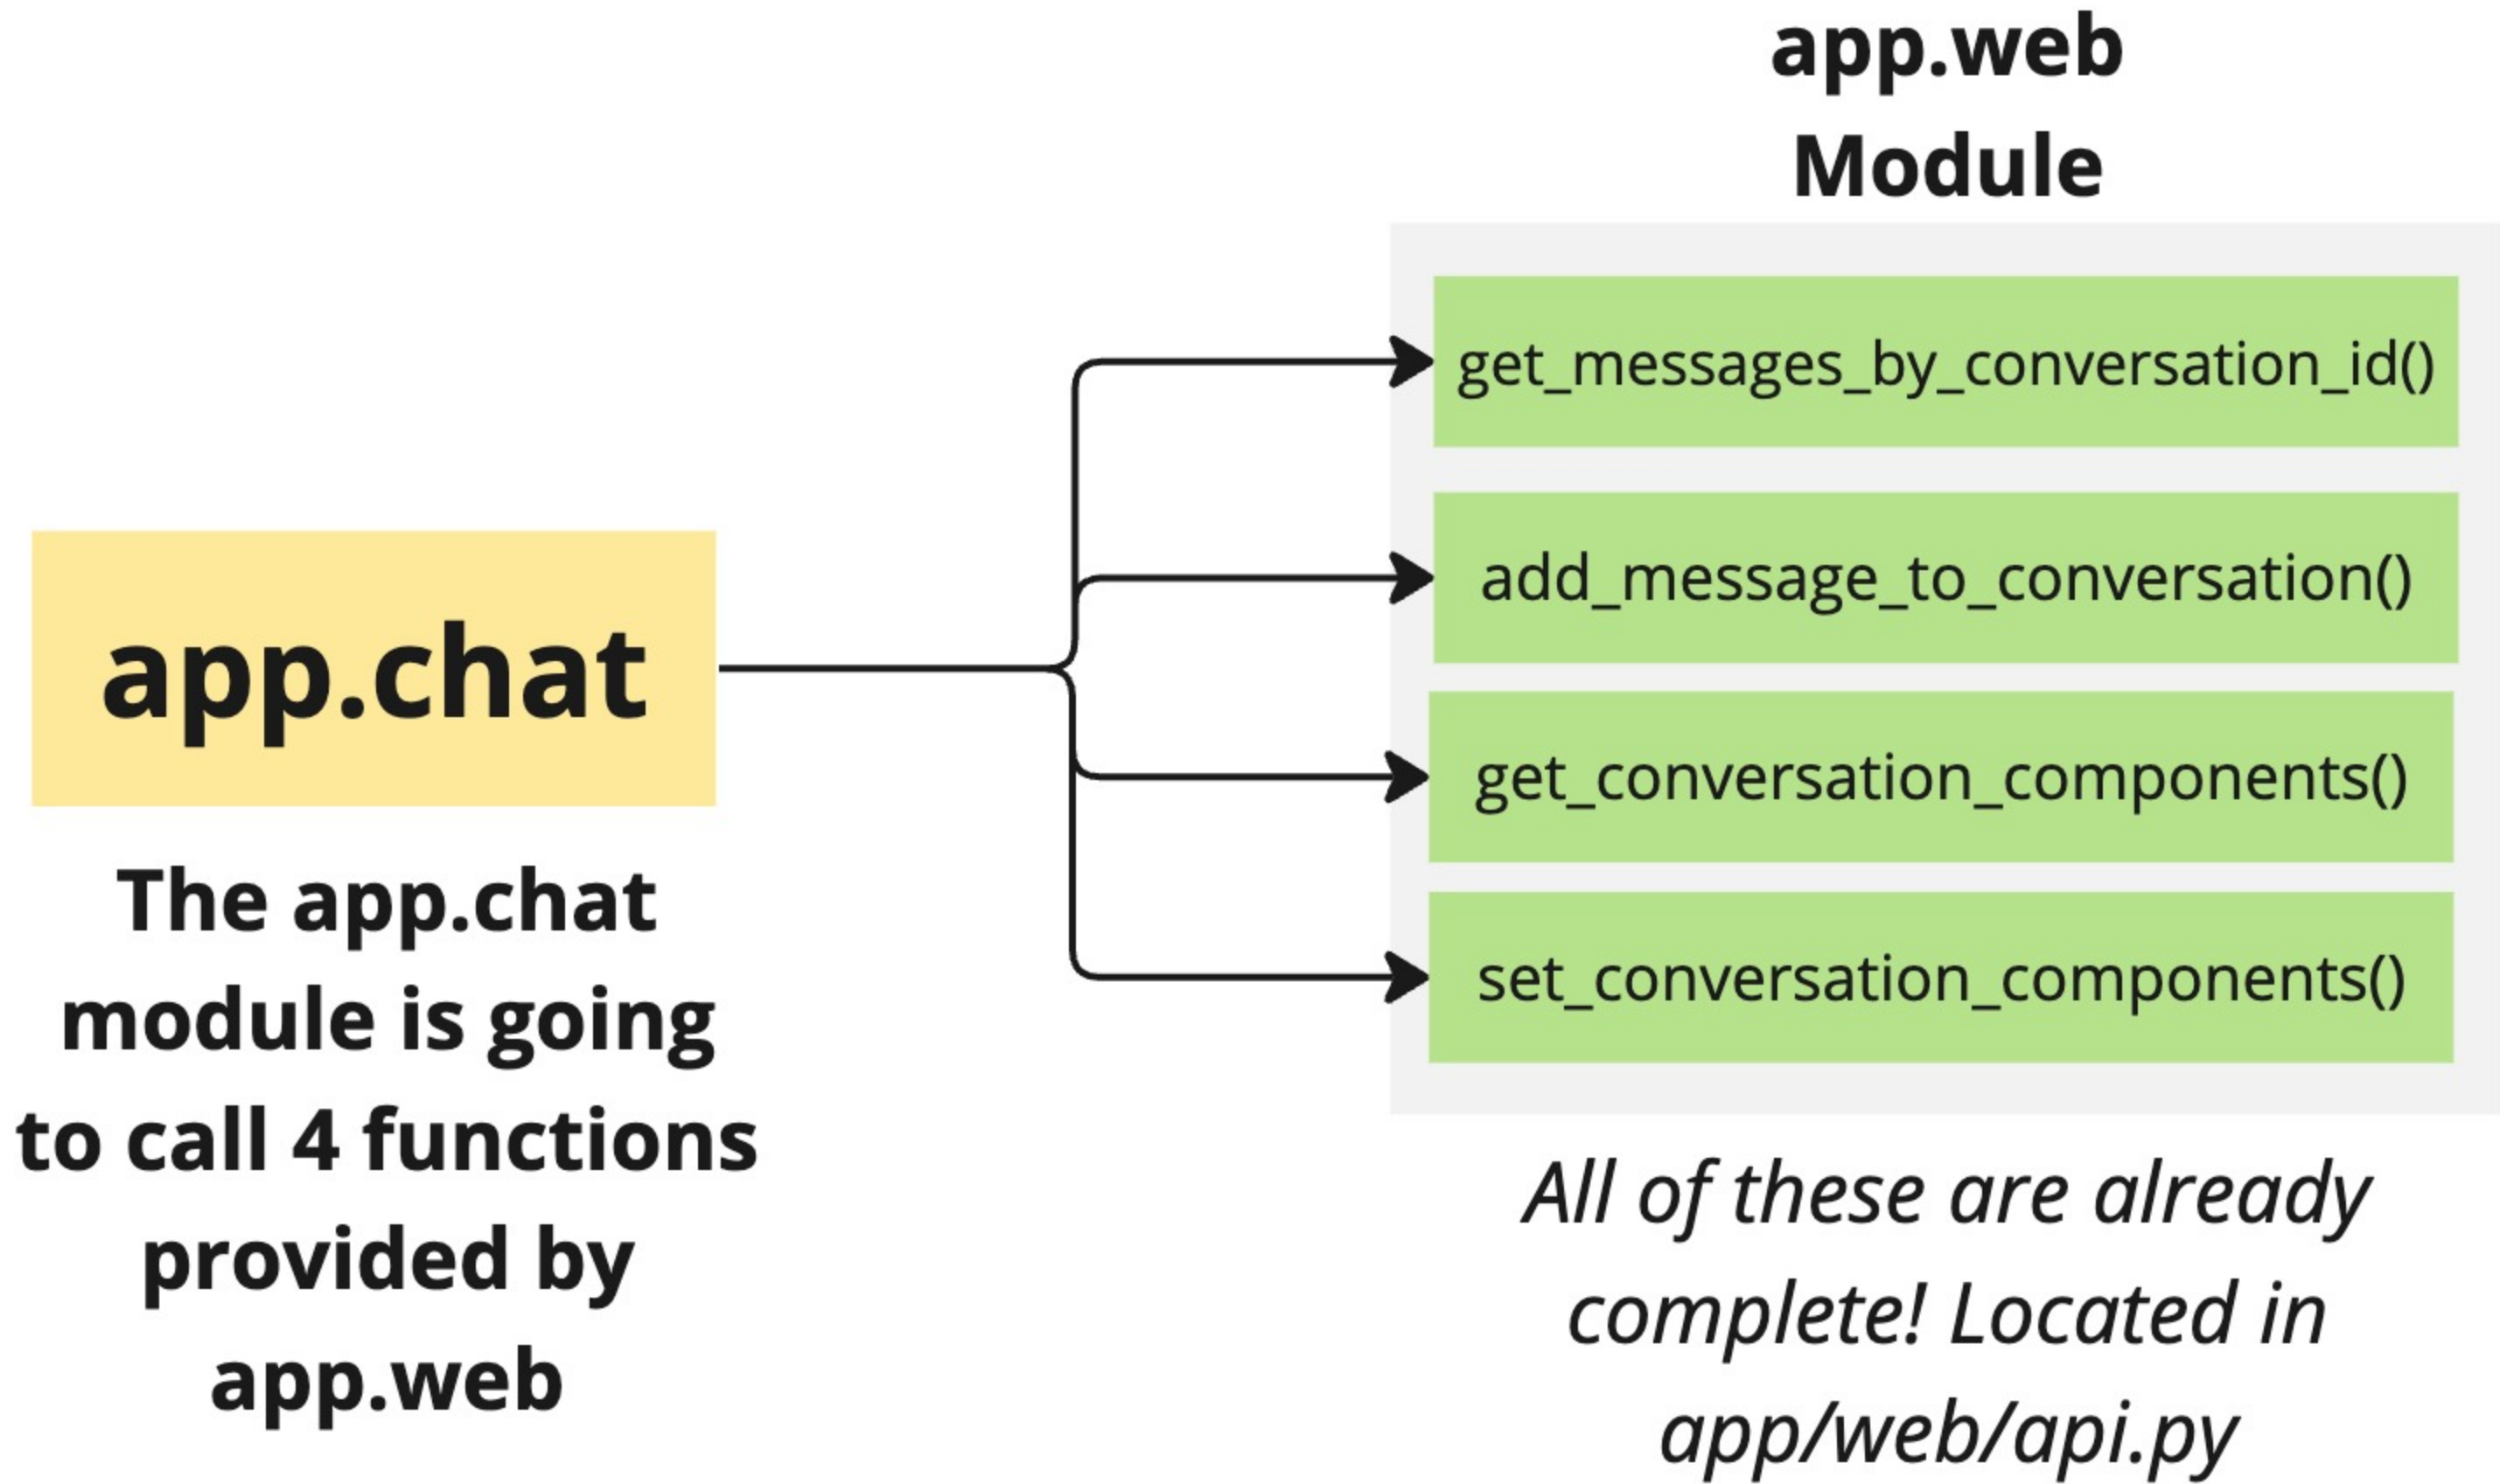 app.web
Module
get_messages_by_conversation_id()
add_message_to_conversation()
get_conversation_components()
set_conversation_components()
All of these are already
complete! Located in
app/web/api.py
app.chat
The app.chat
module is going
to call 4 functions
provided by
app.web